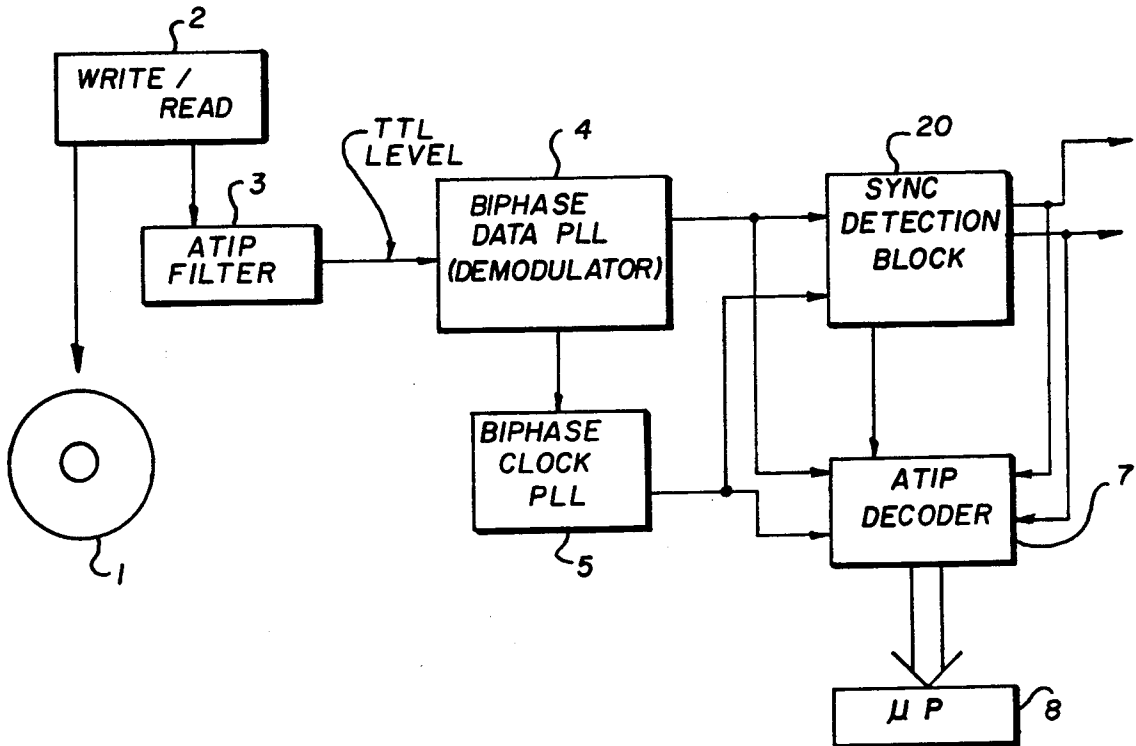 2
WRITE /
READ
TTL
LEVEL
3
ATIP
FILTER
4
BIPHASE
DATA PLL
(DEMODULATOR)
20
SYNC
DETECTION
BLOCK
BIPHASE
CLOCK
PLL
5
ATIP
DECODER
7
1
μP
8